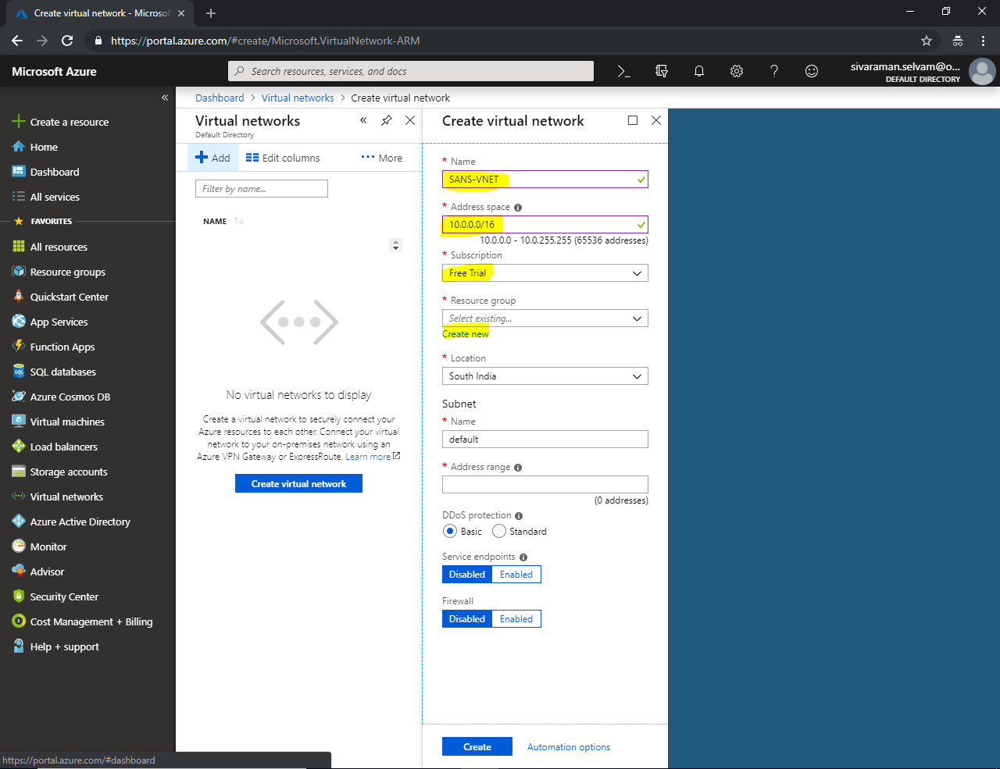 Create virtual network - Microsof
https://portal.azure.com/#create/Microsoft.VirtualNetwork-ARM
Microsoft Azure
Search resources, services, and docs
sivaraman.selvam@o...
DEFAULT DIRECTORY
Dashboard > Virtual networks > Create virtual network
Create a resource
Home
Dashboard
All services
FAVORITES
All resources
Resource groups
Quickstart Center
App Services
Function Apps
SQL databases
Azure Cosmos DB
Virtual machines
Load balancers
Storage accounts
Virtual networks
Azure Active Directory
Monitor
Advisor
Security Center
Cost Management + Billing
Help + support
https://portal.azure.com/#dashboard
Virtual networks
Default Directory
Add
Edit columns
More
Filter by name...
NAME
No virtual networks to display
Create a virtual network to securely connect your
Azure resources to each other. Connect your virtual
network to your on-premises network using an
Azure VPN Gateway or ExpressRoute. Learn more
Create virtual network
Create virtual network
* Name
SANS-VNET
* Address space
10.0.0.0/16
10.0.0.0 - 10.0.255.255 (65536 addresses)
* Subscription
Free Trial
* Resource group
Select existing...
Create new
* Location
South India
Subnet
* Name
default
* Address range
(0 addresses)
DDoS protection
Basic Standard
Service endpoints
Disabled Enabled
Firewall
Disabled Enabled
Create Automation options